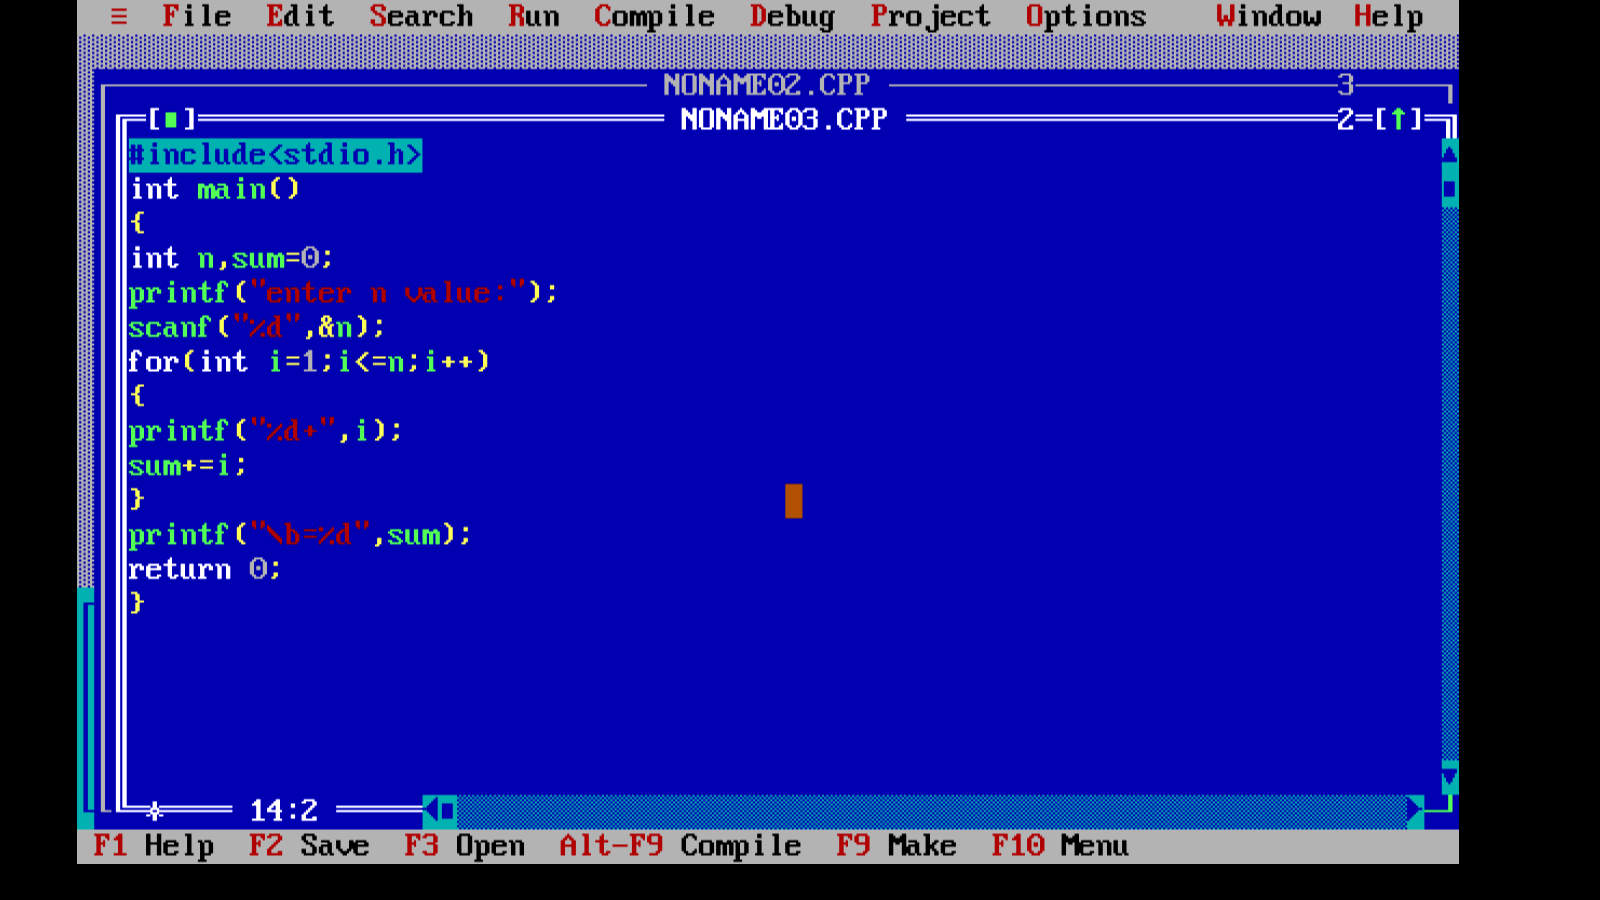 ≡ File Edit Search Run Compile Debug Project Options Window Help
NONAME02.CPP 3
[■] NONAME03.CPP 2=[↑]
#include<stdio.h>
int main()
{
int n,sum=0;
printf("enter n value:");
scanf("%d",&n);
for(int i=1;i<=n;i++)
{
printf("%d+",i);
sum+=i;
}
printf("\b=%d",sum);
return 0;
}
14:2
F1 Help F2 Save F3 Open Alt-F9 Compile F9 Make F10 Menu